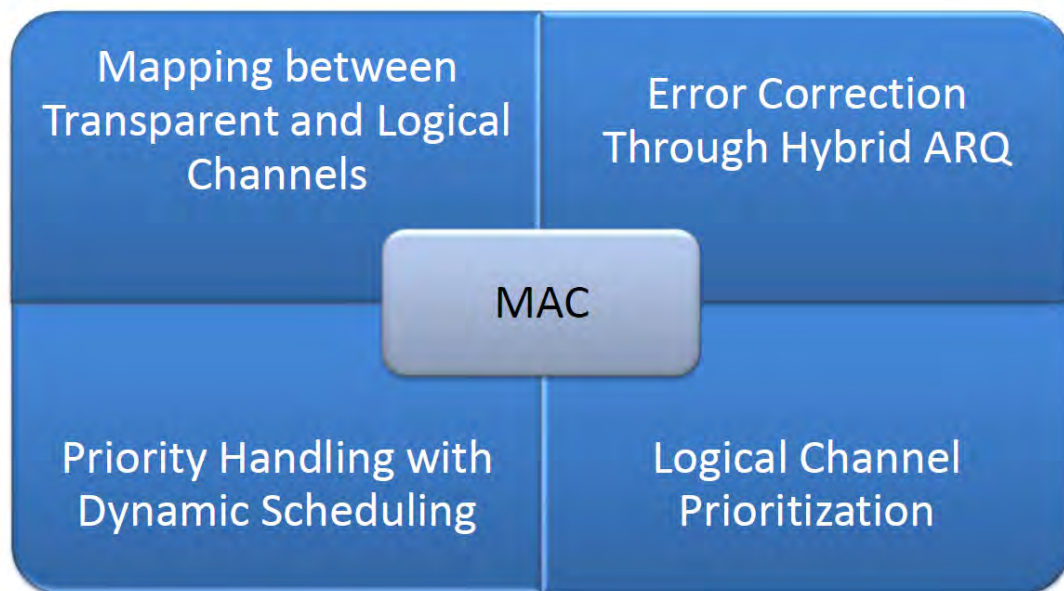 Mapping between
Transparent and Logical
Channels
Error Correction
Through Hybrid ARQ
MAC
Priority Handling with
Dynamic Scheduling
Logical Channel
Prioritization